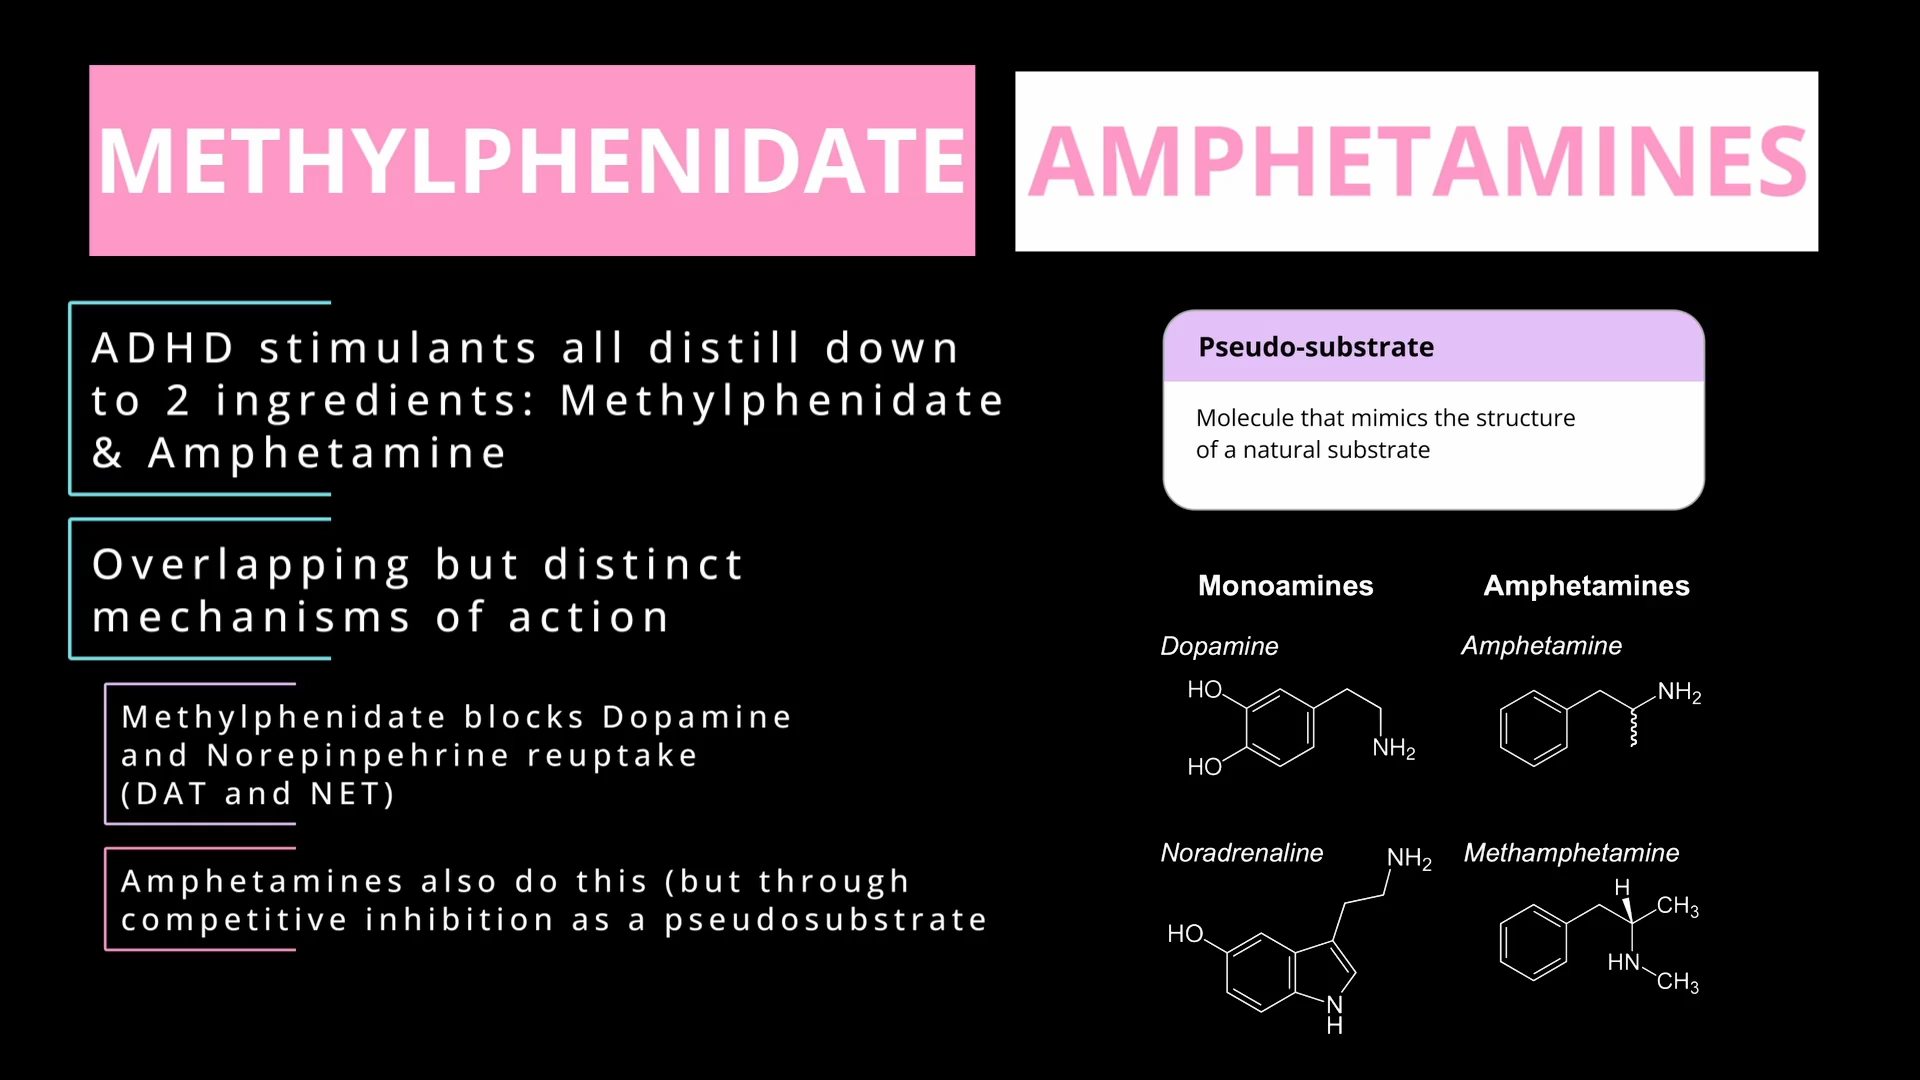 METHYLPHENIDATE
AMPHETAMINES
ADHD stimulants all distill down
to 2 ingredients: Methylphenidate
& Amphetamine
Overlapping but distinct
mechanisms of action
Methylphenidate blocks Dopamine
and Norepinpehrine reuptake
(DAT and NET)
Amphetamines also do this (but through
competitive inhibition as a pseudosubstrate
Pseudo-substrate
Molecule that mimics the structure
of a natural substrate
Monoamines
Amphetamines
Dopamine
HO
HO
NH2
Amphetamine
NH2
Noradrenaline
NH2
HO
N
H
Methamphetamine
H
CH3
HN
CH3